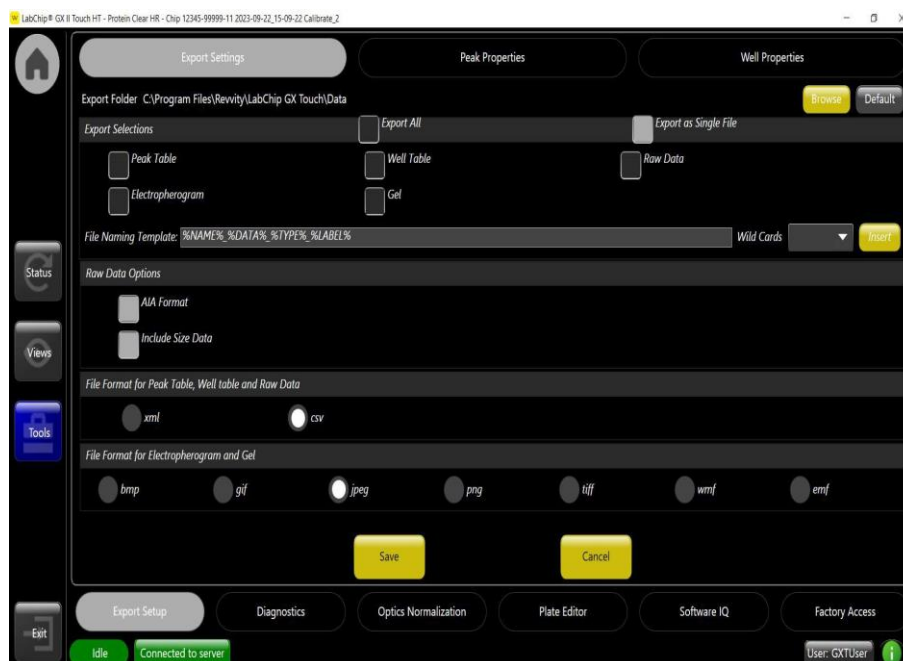 LabChip® GX II Touch HT - Protein Clear HR - Chip 12345-99999-11 2023-09-22_15-09-22 Calibrate_2
Export Settings Peak Properties Well Properties
Export Folder C:\Program Files\Revvity\LabChip GX Touch\Data Browse Default
Export Selections Export All Export as Single File
Peak Table Well Table Raw Data
Electropherogram Gel
File Naming Template: %NAME%_%DATA%_%TYPE%_%LABEL% Wild Cards Insert
Status
Raw Data Options
AIA Format
Include Size Data
Views
File Format for Peak Table, Well table and Raw Data
xml csv
Tools
File Format for Electropherogram and Gel
bmp gif jpeg png tiff wmf emf
Save Cancel
Export Setup Diagnostics Optics Normalization Plate Editor Software IQ Factory Access
Exit
Idle Connected to server User: GXTUser i